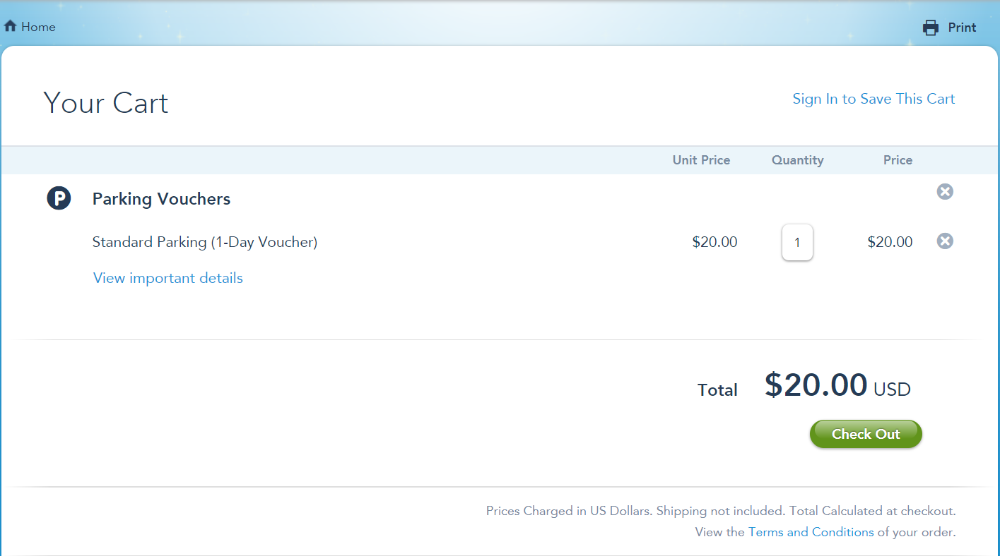 Home
Print
Your Cart
Sign In to Save This Cart
Unit Price Quantity Price
P Parking Vouchers
Standard Parking (1-Day Voucher) $20.00 1 $20.00
View important details
Total $20.00 USD
Check Out
Prices Charged in US Dollars. Shipping not included. Total Calculated at checkout.
View the Terms and Conditions of your order.